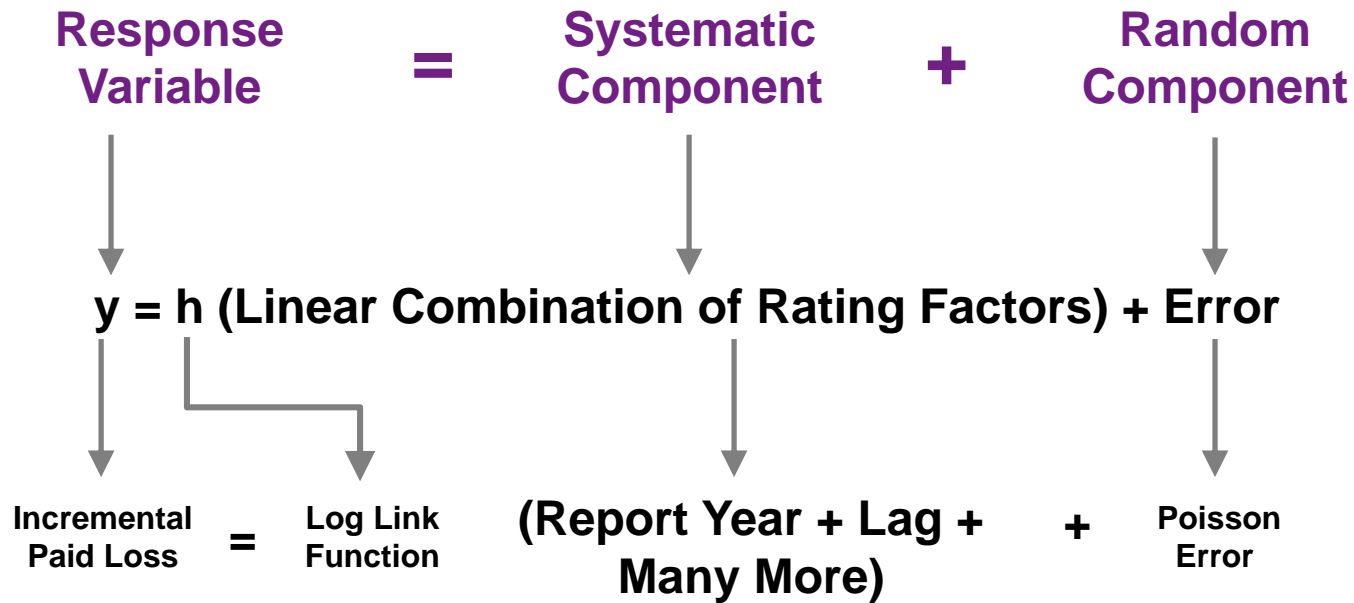 Response Systematic Random
Variable = Component + Component
y = h (Linear Combination of Rating Factors) + Error
Incremental Log Link (Report Year + Lag + Poisson
Paid Loss = Function Many More) + Error